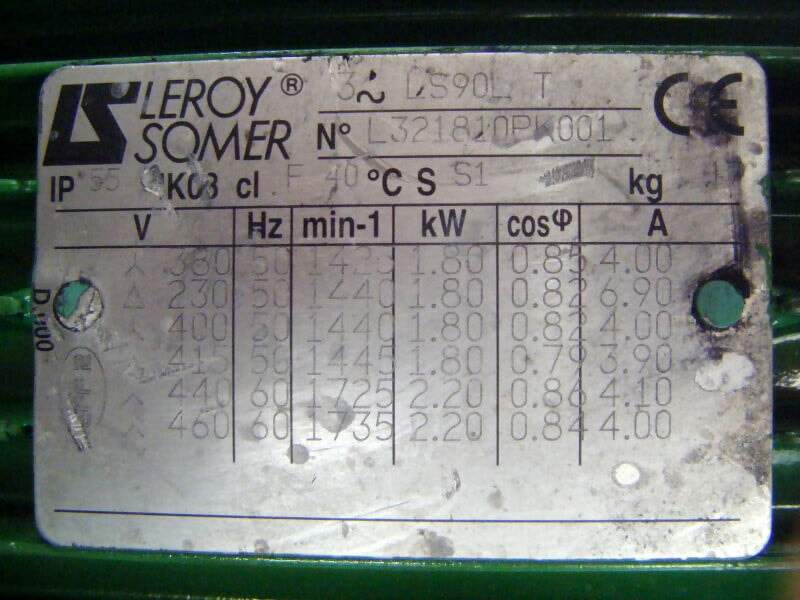 LEROY® 3~ LS90L T CE
SOMER N° L321810PK001
IP 55 IK08 cl F 40 °C S S1 kg 17
V Hz min-1 kW cosφ A
⅄ 380 50 1423 1.80 0.85 4.00
Δ 230 50 1440 1.80 0.82 6.90
⅄ 400 50 1440 1.80 0.82 4.00
⅄ 415 50 1445 1.80 0.79 3.90
⅄ 440 60 1725 2.20 0.86 4.10
⅄ 460 60 1735 2.20 0.84 4.00